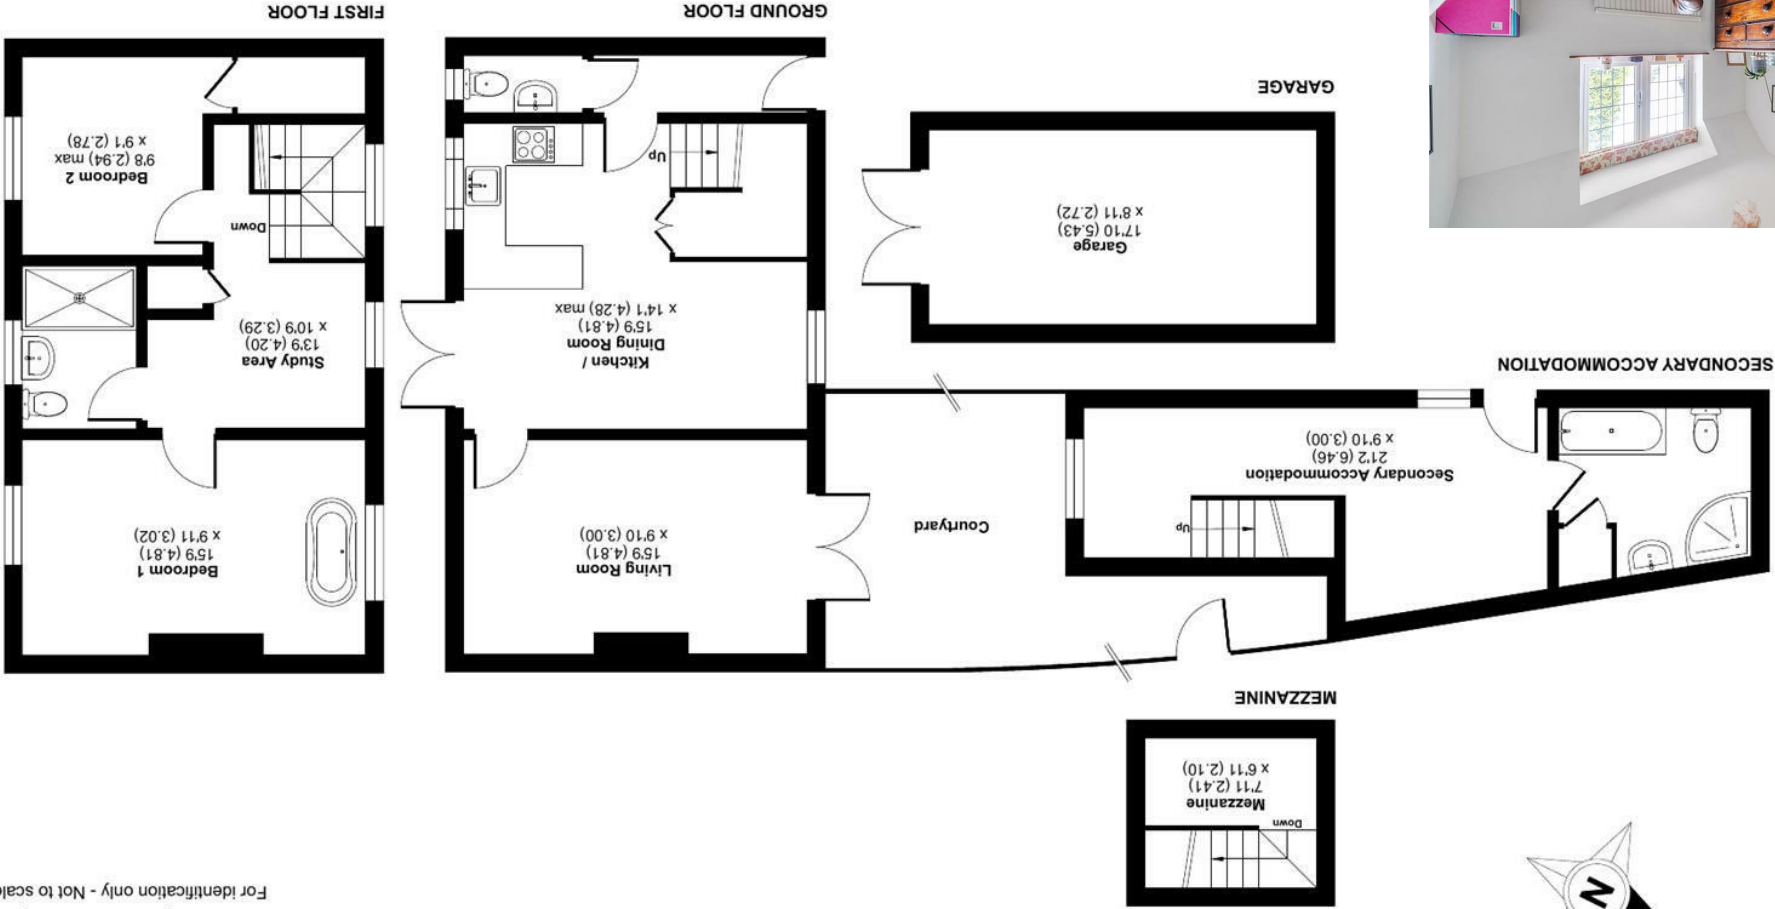 For identification only - Not to scale
N
Down
Mezzanine
7'11 (2.41)
x 6'11 (2.10)
MEZZANINE
Up
Secondary Accommodation
21'2 (6.46)
x 9'10 (3.00)
SECONDARY ACCOMMODATION
Courtyard
Living Room
15'9 (4.81)
x 9'10 (3.00)
Bedroom 1
15'9 (4.81)
x 9'11 (3.02)
Garage
17'10 (5.43)
x 8'11 (2.72)
GARAGE
Kitchen /
Dining Room
15'9 (4.81)
x 14'1 (4.28) max
Up
GROUND FLOOR
Study Area
13'9 (4.20)
x 10'9 (3.29)
Down
Bedroom 2
9'8 (2.94) max
x 9'1 (2.78)
FIRST FLOOR